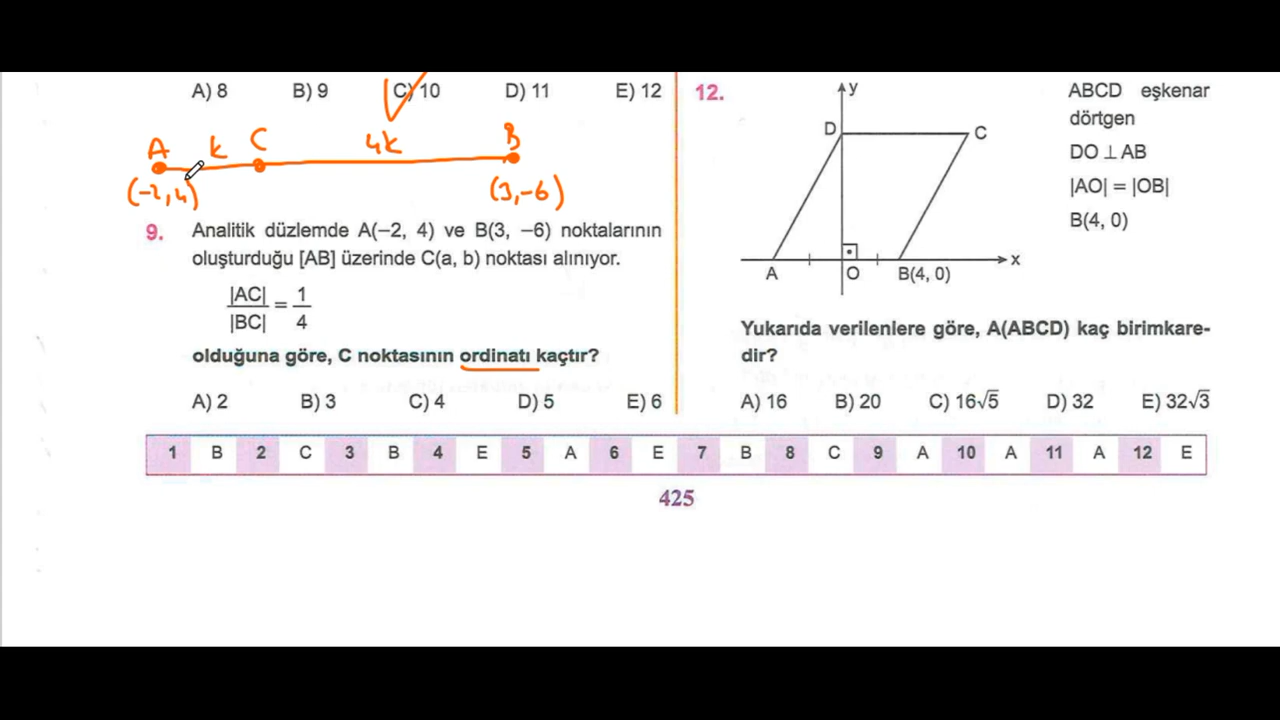 A) 8 B) 9 C) 10 D) 11 E) 12
A k C 4k B
(-2,4) (3,-6)
9. Analitik düzlemde A(−2, 4) ve B(3, −6) noktalarının
oluşturduğu [AB] üzerinde C(a, b) noktası alınıyor.
|AC| / |BC| = 1 / 4
olduğuna göre, C noktasının ordinatı kaçtır?
A) 2 B) 3 C) 4 D) 5 E) 6
12.
y
D C
A O B(4, 0) x
ABCD eşkenar
dörtgen
DO ⊥ AB
|AO| = |OB|
B(4, 0)
Yukarıda verilenlere göre, A(ABCD) kaç birimkare-
dir?
A) 16 B) 20 C) 16√5 D) 32 E) 32√3
1 B 2 C 3 B 4 E 5 A 6 E 7 B 8 C 9 A 10 A 11 A 12 E
425